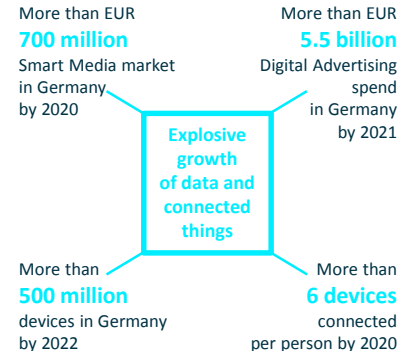 More than EUR
700 million
Smart Media market
in Germany
by 2020
More than EUR
5.5 billion
Digital Advertising
spend
in Germany
by 2021
Explosive
growth
of data and
connected
things
More than
500 million
devices in Germany
by 2022
More than
6 devices
connected
per person by 2020